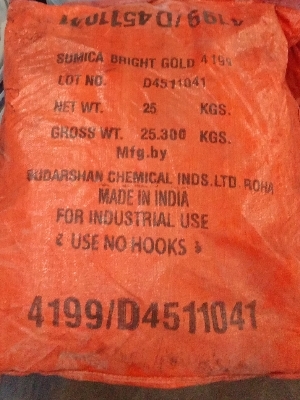 4199/D4511041
SUMICA BRIGHT GOLD 4199
LOT NO. D4511041
NET WT. 25 KGS.
GROSS WT. 25.300 KGS.
Mfg.by
SUDARSHAN CHEMICAL INDS.LTD. ROHA
MADE IN INDIA
FOR INDUSTRIAL USE
USE NO HOOKS
4199/D4511041